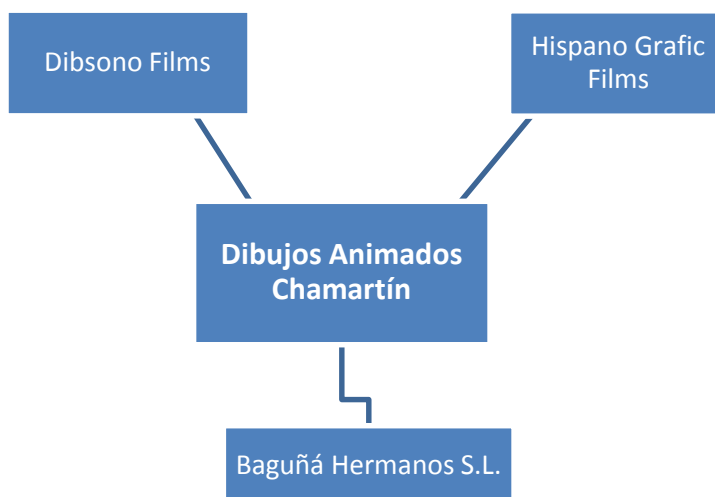 Dibsono Films
Hispano Grafic
Films
Dibujos Animados
Chamartín
Baguñá Hermanos S.L.